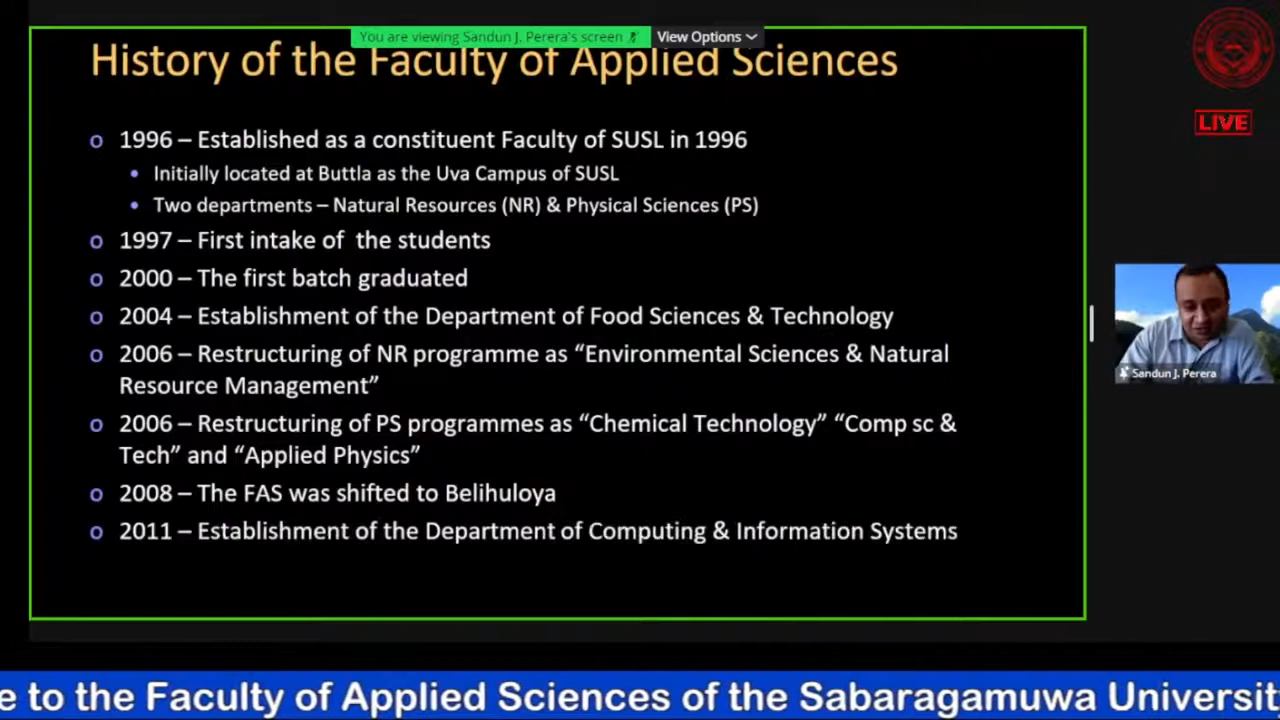 You are viewing Sandun J. Perera's screen
View Options
History of the Faculty of Applied Sciences
LIVE
o 1996 – Established as a constituent Faculty of SUSL in 1996
• Initially located at Buttla as the Uva Campus of SUSL
• Two departments – Natural Resources (NR) & Physical Sciences (PS)
o 1997 – First intake of the students
o 2000 – The first batch graduated
o 2004 – Establishment of the Department of Food Sciences & Technology
o 2006 – Restructuring of NR programme as “Environmental Sciences & Natural
Resource Management”
o 2006 – Restructuring of PS programmes as “Chemical Technology” “Comp sc &
Tech” and “Applied Physics”
o 2008 – The FAS was shifted to Belihuloya
o 2011 – Establishment of the Department of Computing & Information Systems
Sandun J. Perera
e to the Faculty of Applied Sciences of the Sabaragamuwa Universit